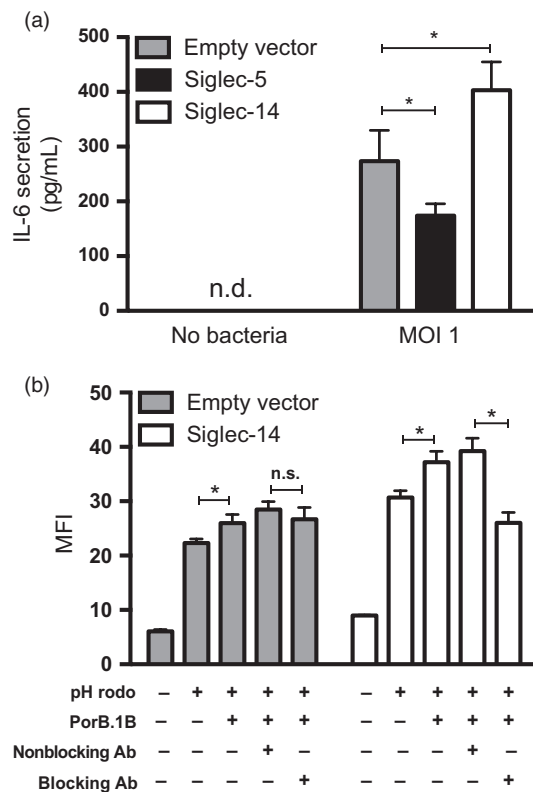 (a)
Empty vector
Siglec-5
Siglec-14
*
*
IL-6 secretion
(pg/mL)
500
400
300
200
100
0
n.d.
No bacteria MOI 1
(b)
Empty vector
Siglec-14
*
n.s.
*
*
MFI
50
40
30
20
10
0
pH rodo – + + + + – + + + +
PorB.1B – – + + + – – + + +
Nonblocking Ab – – – + – – – – + –
Blocking Ab – – – – + – – – – +